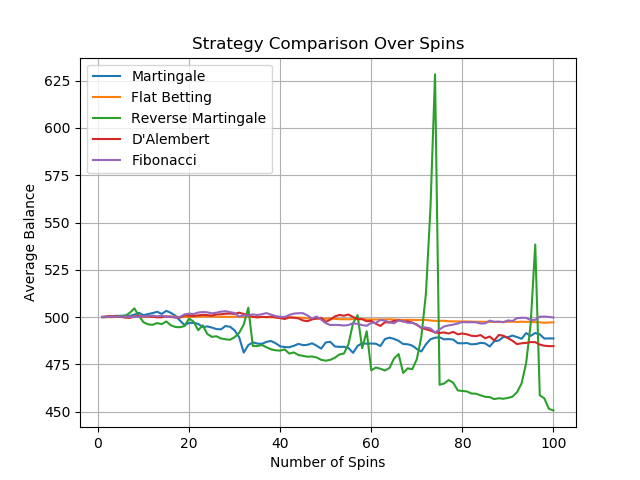 Strategy Comparison Over Spins
Martingale
Flat Betting
Reverse Martingale
D'Alembert
Fibonacci
Average Balance
625
600
575
550
525
500
475
450
0 20 40 60 80 100
Number of Spins